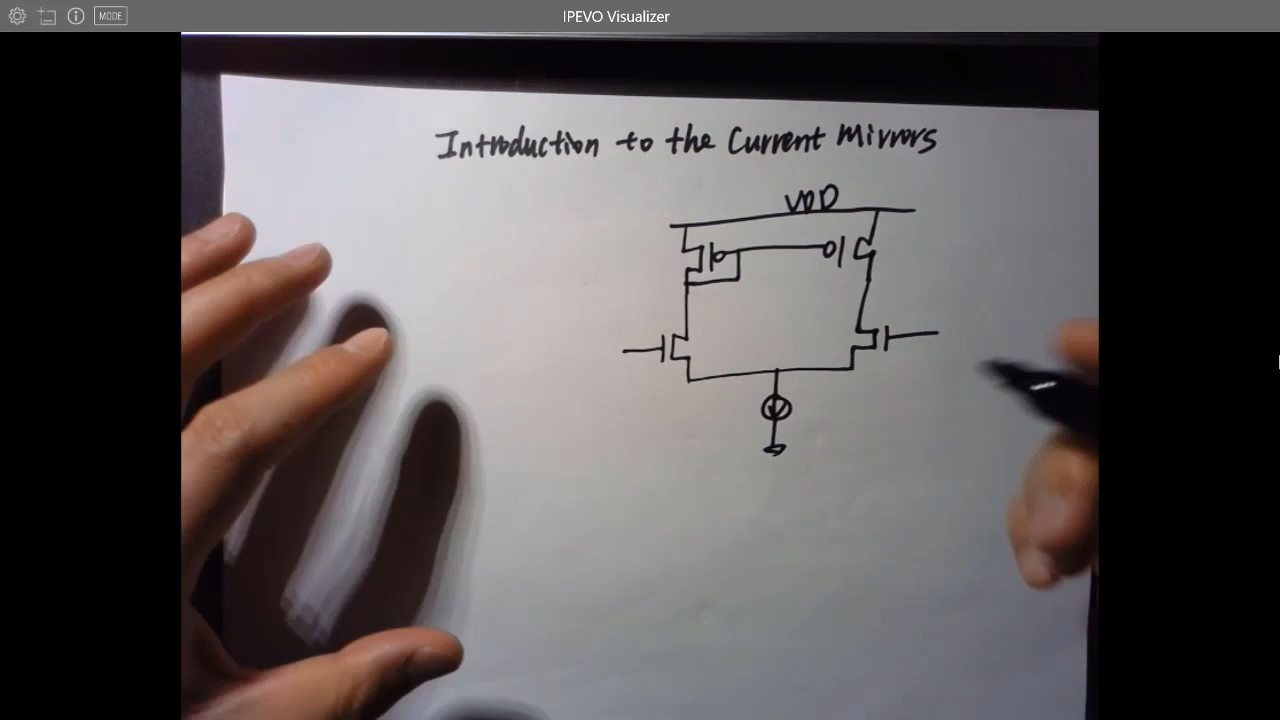 MODE
IPEVO Visualizer
Introduction to the Current Mirrors
VDD